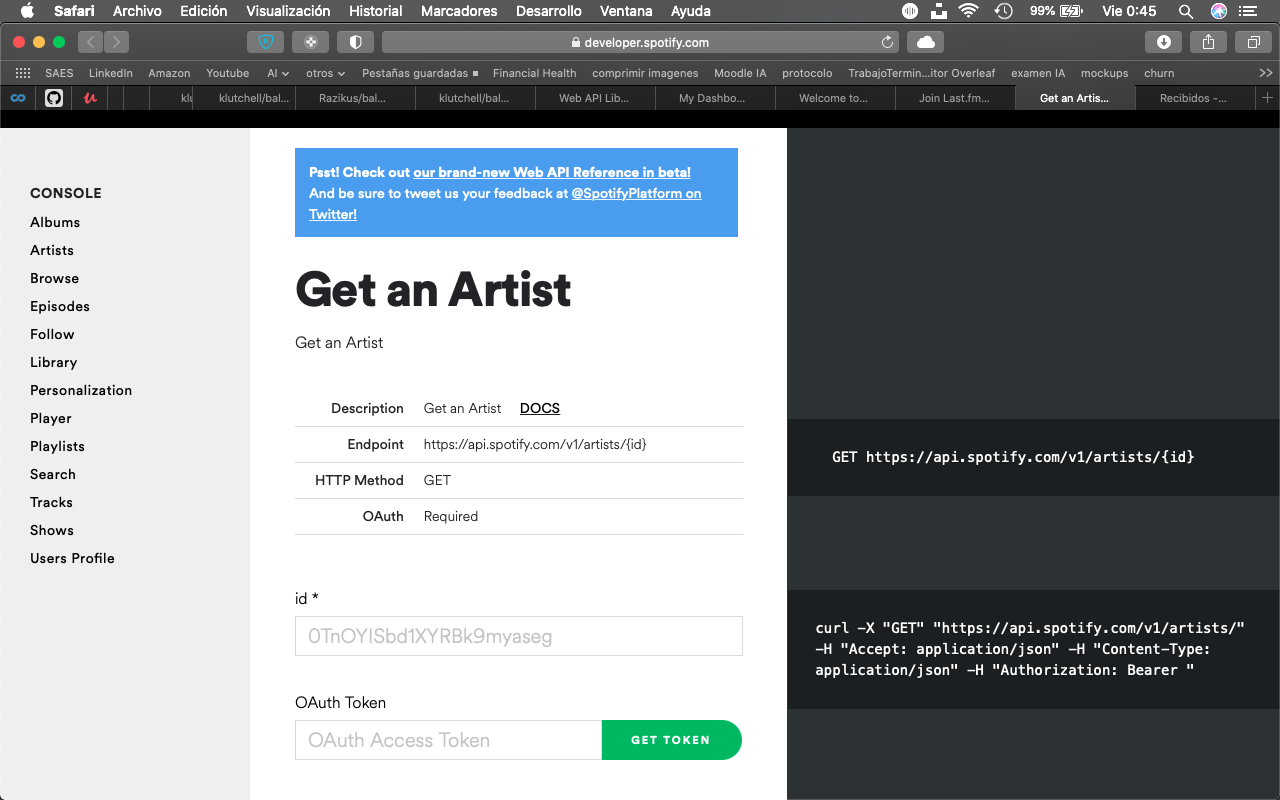 Safari Archivo Edición Visualización Historial Marcadores Desarrollo Ventana Ayuda 99% Vie 0:45
developer.spotify.com
SAES LinkedIn Amazon Youtube AI otros Pestañas guardadas Financial Health comprimir imagenes Moodle IA protocolo TrabajoTermin...itor Overleaf examen IA mockups churn
klu klutchell/bal... Razikus/bal... klutchell/bal... Web API Lib... My Dashbo... Welcome to... Join Last.fm... Get an Artis... Recibidos -...
CONSOLE
Albums
Artists
Browse
Episodes
Follow
Library
Personalization
Player
Playlists
Search
Tracks
Shows
Users Profile
Psst! Check out our brand-new Web API Reference in beta!
And be sure to tweet us your feedback at @SpotifyPlatform on
Twitter!
Get an Artist
Get an Artist
Description Get an Artist DOCS
Endpoint https://api.spotify.com/v1/artists/{id}
HTTP Method GET
OAuth Required
id *
0TnOYISbd1XYRBk9myaseg
OAuth Token
OAuth Access Token GET TOKEN
GET https://api.spotify.com/v1/artists/{id}
curl -X "GET" "https://api.spotify.com/v1/artists/"
-H "Accept: application/json" -H "Content-Type:
application/json" -H "Authorization: Bearer "